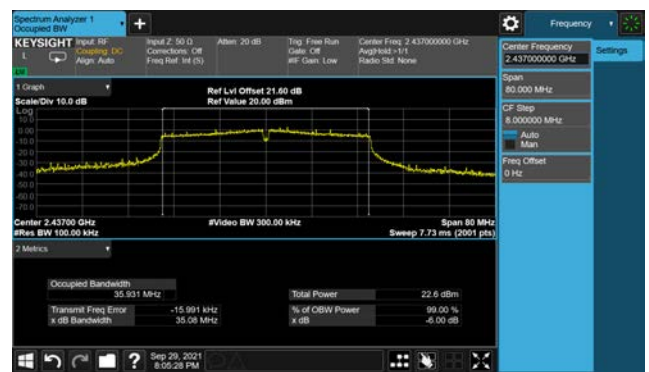 Spectrum Analyzer 1
Occupied BW
Frequency
KEYSIGHT
Input: RF
Coupling: DC
Align: Auto
Input Z: 50 Ω
Corrections: Off
Freq Ref: Int (S)
Atten: 20 dB
Trig: Free Run
Gate: Off
#IF Gain: Low
Center Freq: 2.437000000 GHz
Avg|Hold:>1/1
Radio Std: None
Center Frequency
2.437000000 GHz
Settings
Span
80.000 MHz
CF Step
8.000000 MHz
Auto
Man
Freq Offset
0 Hz
1 Graph
Scale/Div 10.0 dB
Ref Lvl Offset 21.60 dB
Ref Value 20.00 dBm
Log
10.0
0.00
-10.0
-20.0
-30.0
-40.0
-50.0
-60.0
-70.0
Center 2.43700 GHz
#Res BW 100.00 kHz
#Video BW 300.00 kHz
Span 80 MHz
Sweep 7.73 ms (2001 pts)
2 Metrics
Occupied Bandwidth
35.931 MHz
Total Power 22.6 dBm
Transmit Freq Error -15.991 kHz
% of OBW Power 99.00 %
x dB Bandwidth 35.08 MHz
x dB -6.00 dB
?
Sep 29, 2021
8:05:28 PM